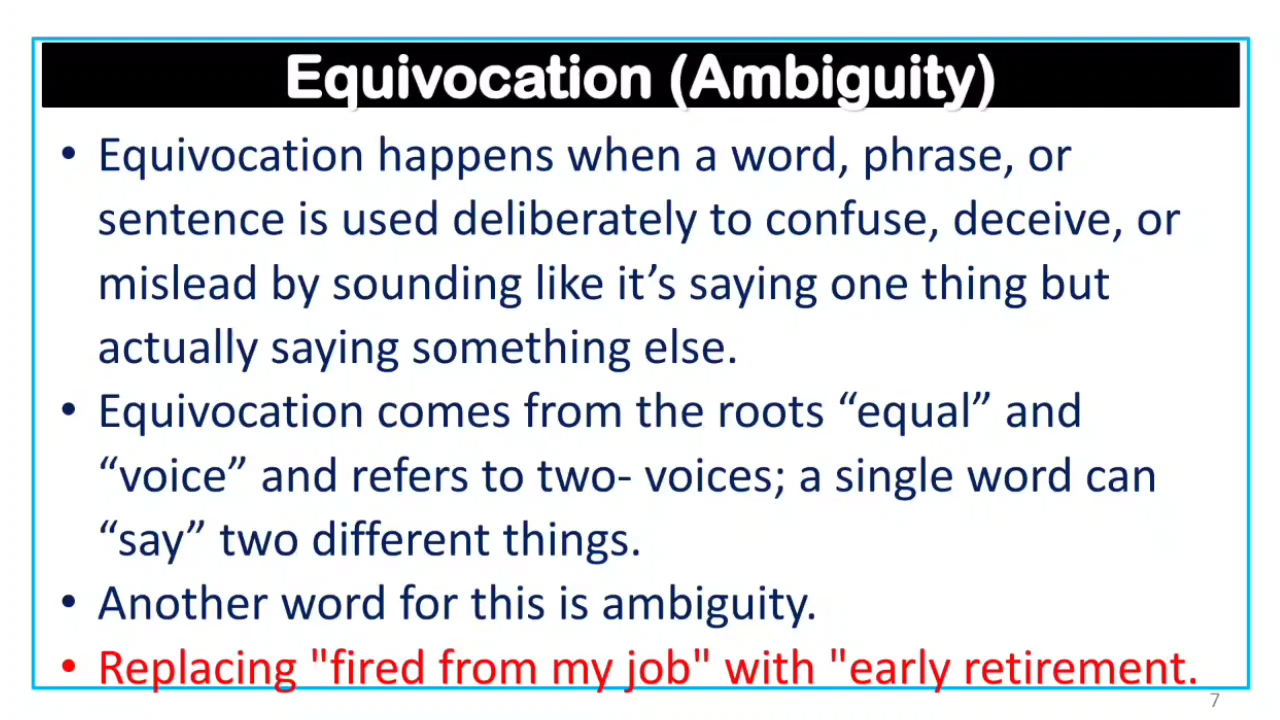 Equivocation (Ambiguity)
• Equivocation happens when a word, phrase, or
sentence is used deliberately to confuse, deceive, or
mislead by sounding like it’s saying one thing but
actually saying something else.
• Equivocation comes from the roots “equal” and
“voice” and refers to two- voices; a single word can
“say” two different things.
• Another word for this is ambiguity.
• Replacing "fired from my job" with "early retirement.
7